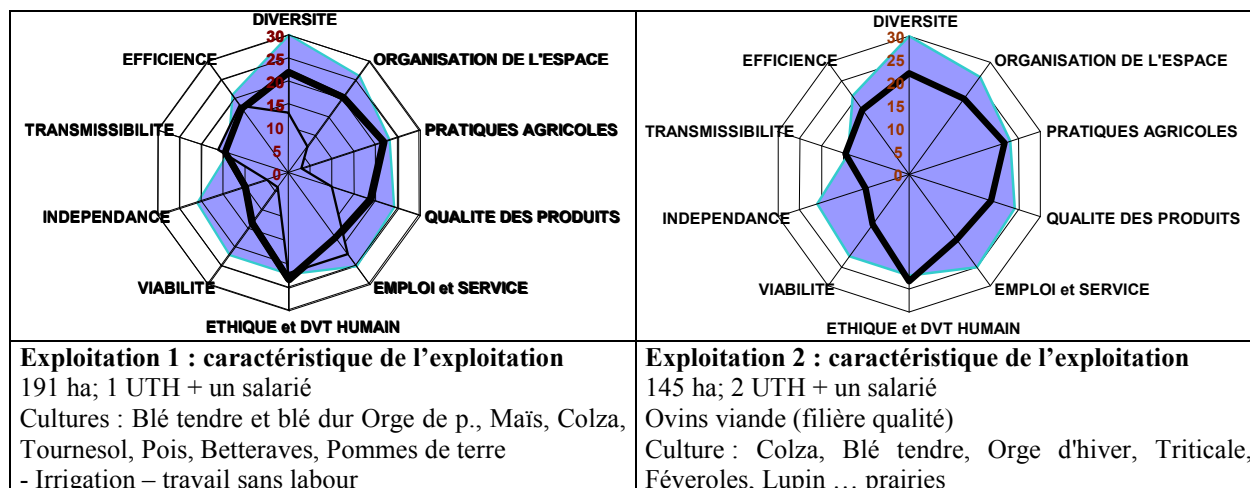 DIVERSITE
30
EFFICIENCE
25
ORGANISATION DE L'ESPACE
20
15
TRANSMISSIBILITE
10
PRATIQUES AGRICOLES
5
0
INDEPENDANCE
QUALITE DES PRODUITS
VIABILITE
EMPLOI et SERVICE
ETHIQUE et DVT HUMAIN
Exploitation 1 : caractéristique de l'exploitation
191 ha; 1 UTH + un salarié
Cultures : Blé tendre et blé dur Orge de p., Maïs, Colza,
Tournesol, Pois, Betteraves, Pommes de terre
- Irrigation – travail sans labour
DIVERSITE
30
EFFICIENCE
25
ORGANISATION DE L'ESPACE
20
15
TRANSMISSIBILITE
10
PRATIQUES AGRICOLES
5
0
INDEPENDANCE
QUALITE DES PRODUITS
VIABILITE
EMPLOI et SERVICE
ETHIQUE et DVT HUMAIN
Exploitation 2 : caractéristique de l'exploitation
145 ha; 2 UTH + un salarié
Ovins viande (filière qualité)
Culture : Colza, Blé tendre, Orge d'hiver, Triticale,
Féveroles, Lupin … prairies